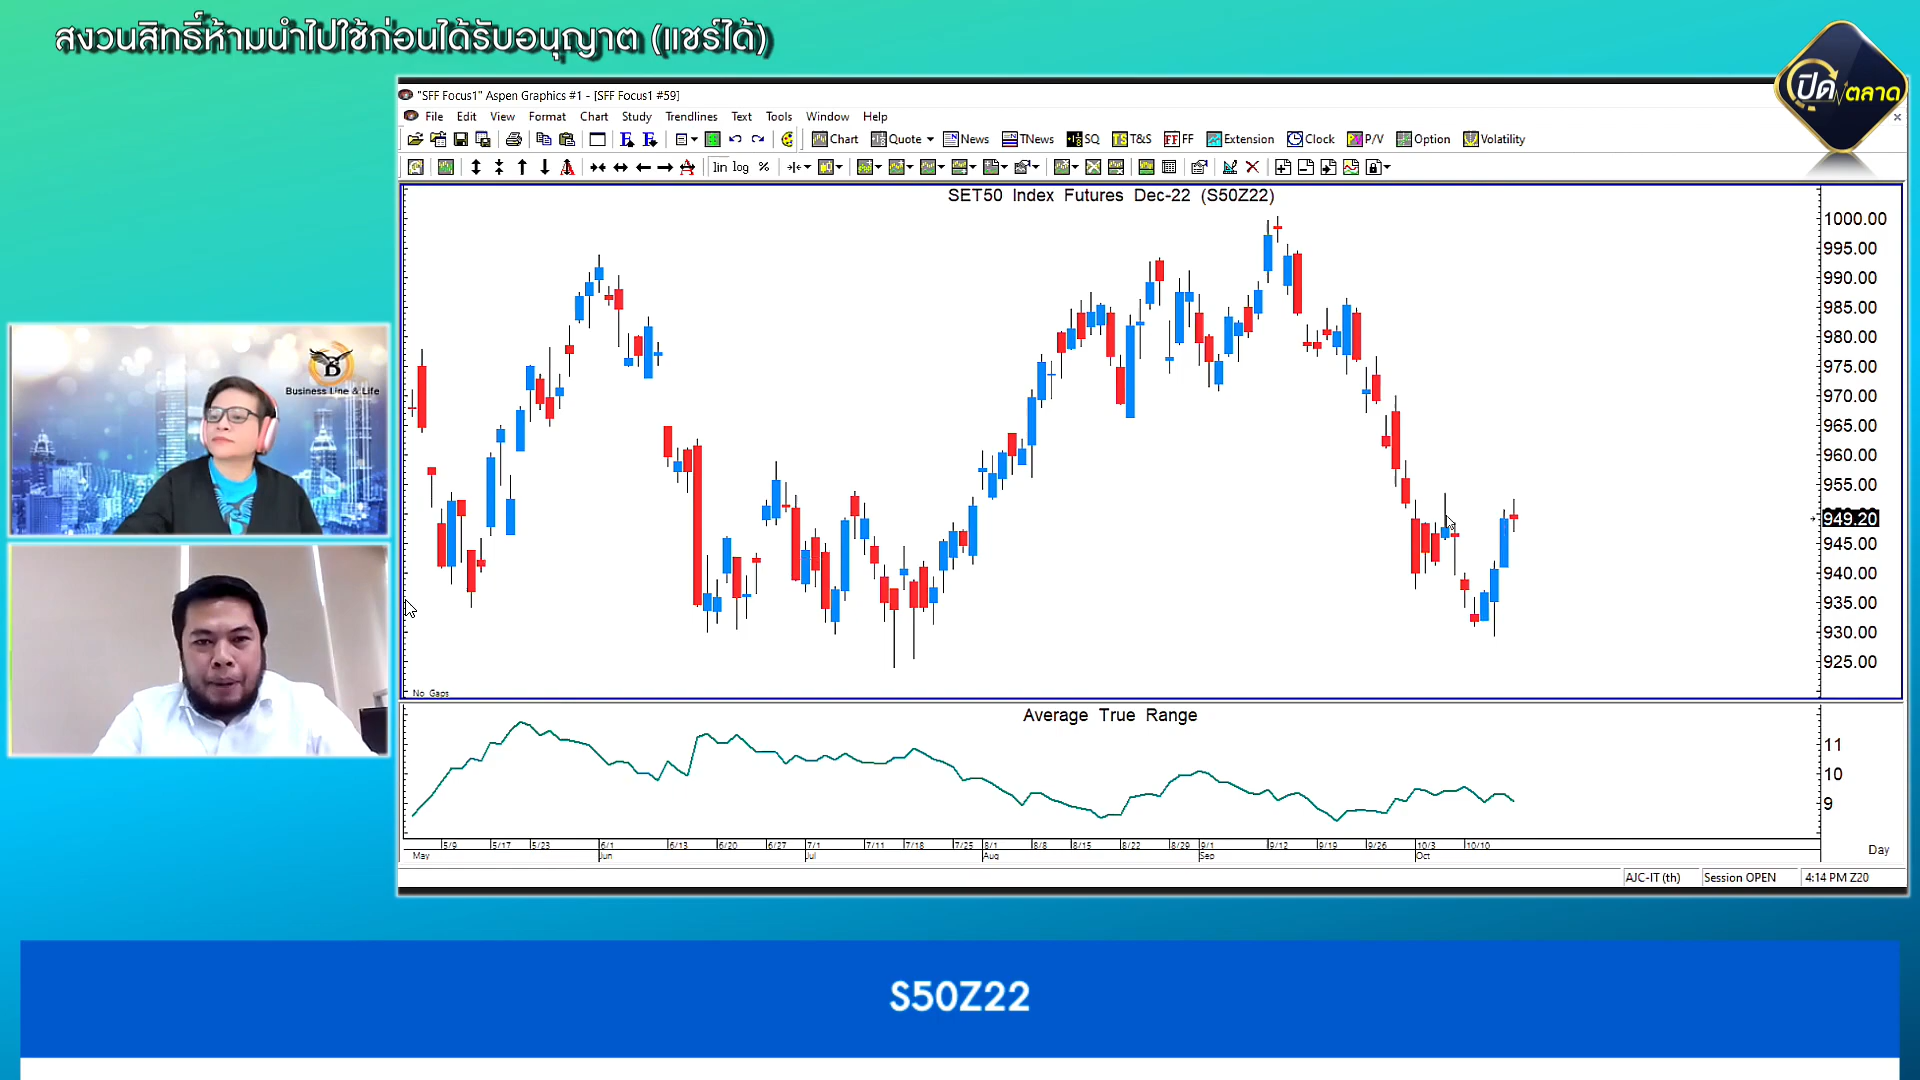 สงวนสิทธิ์ห้ามนำไปใช้ก่อนได้รับอนุญาต (แชร์ได้)
ปิดตลาด
"SFF Focus1" Aspen Graphics #1 - [SFF Focus1 #59]
File Edit View Format Chart Study Trendlines Text Tools Window Help
Chart Quote News TNews SQ T&S FF Extension Clock P/V Option Volatility
lin log %
SET50 Index Futures Dec-22 (S50Z22)
1000.00
995.00
990.00
985.00
980.00
975.00
970.00
965.00
960.00
955.00
949.20
945.00
940.00
935.00
930.00
925.00
No Gaps
Average True Range
11
10
9
5/9 5/17 5/23 6/1 6/13 6/20 6/27 7/1 7/11 7/18 7/25 8/1 8/8 8/15 8/22 8/29 9/1 9/12 9/19 9/26 10/3 10/10
May Jun Jul Aug Sep Oct
Day
AJC-IT (th) Session OPEN 4:14 PM Z20
B
Business Line & Life
S50Z22